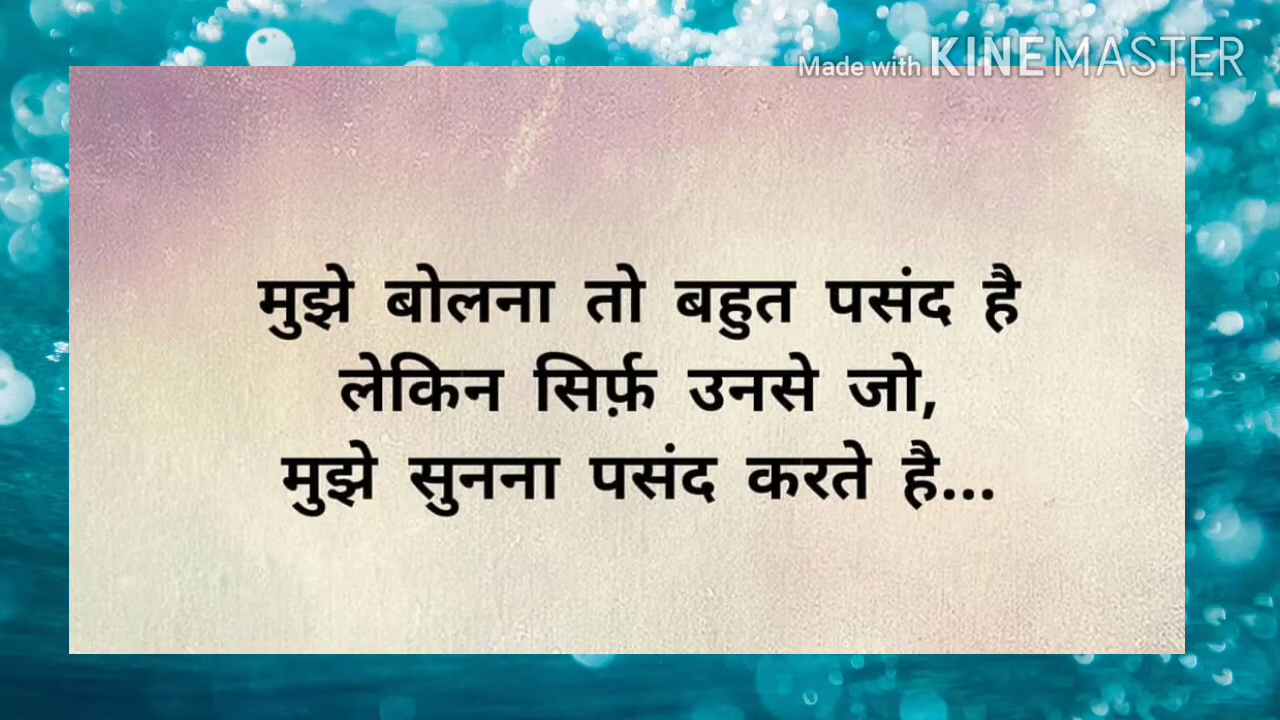 Made with KINEMASTER
मुझे बोलना तो बहुत पसंद है
लेकिन सिर्फ़ उनसे जो,
मुझे सुनना पसंद करते है...